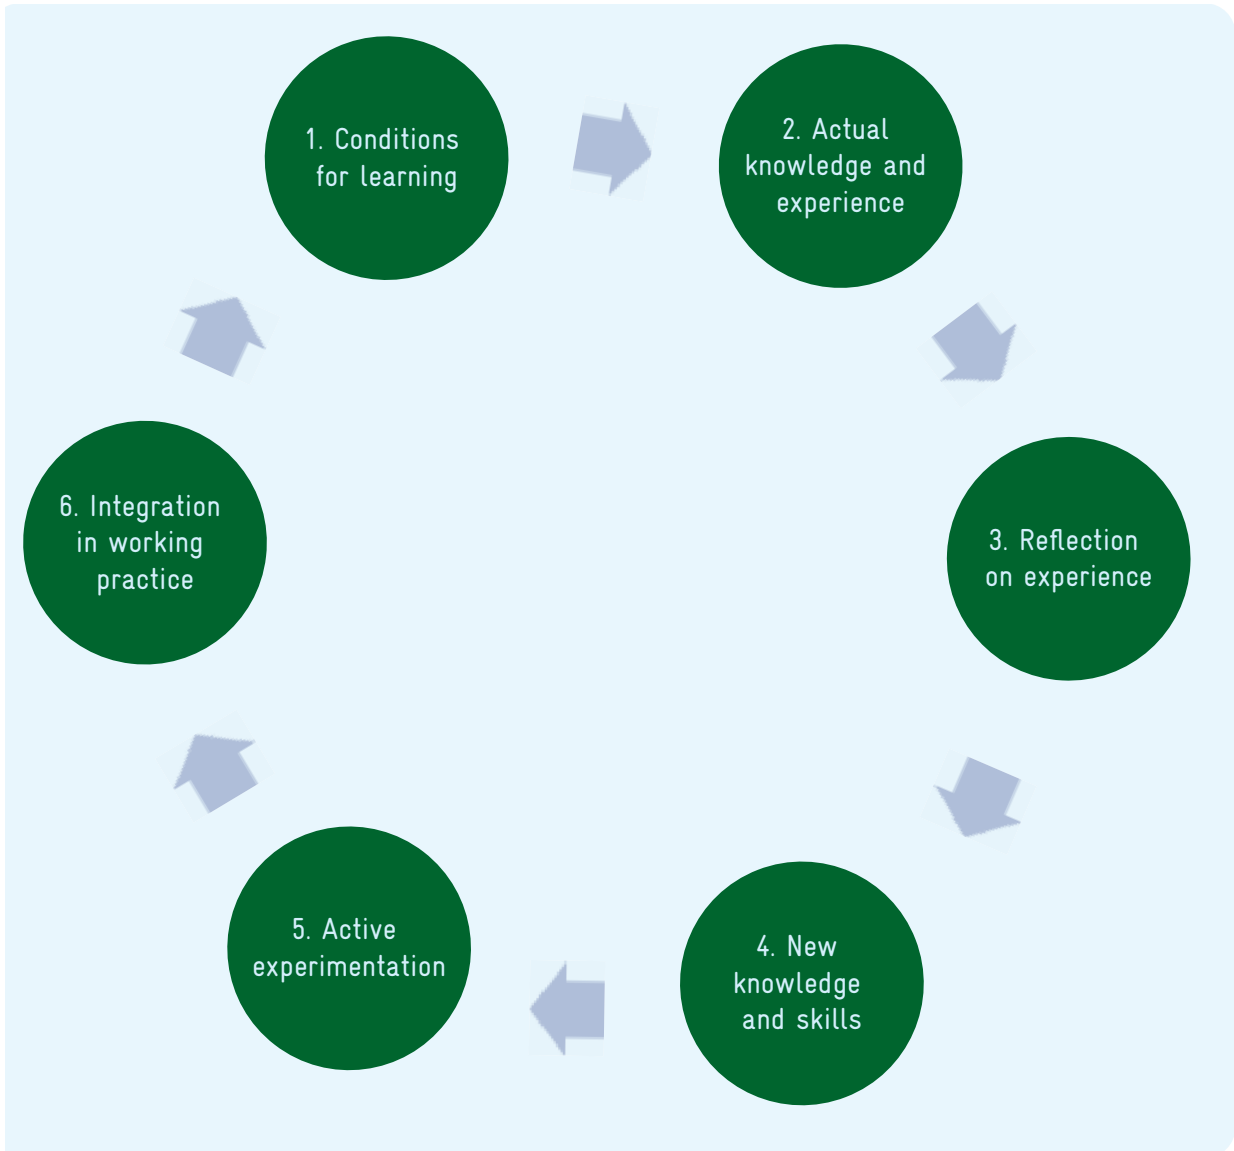 1. Conditions
for learning
2. Actual
knowledge and
experience
3. Reflection
on experience
4. New
knowledge
and skills
5. Active
experimentation
6. Integration
in working
practice